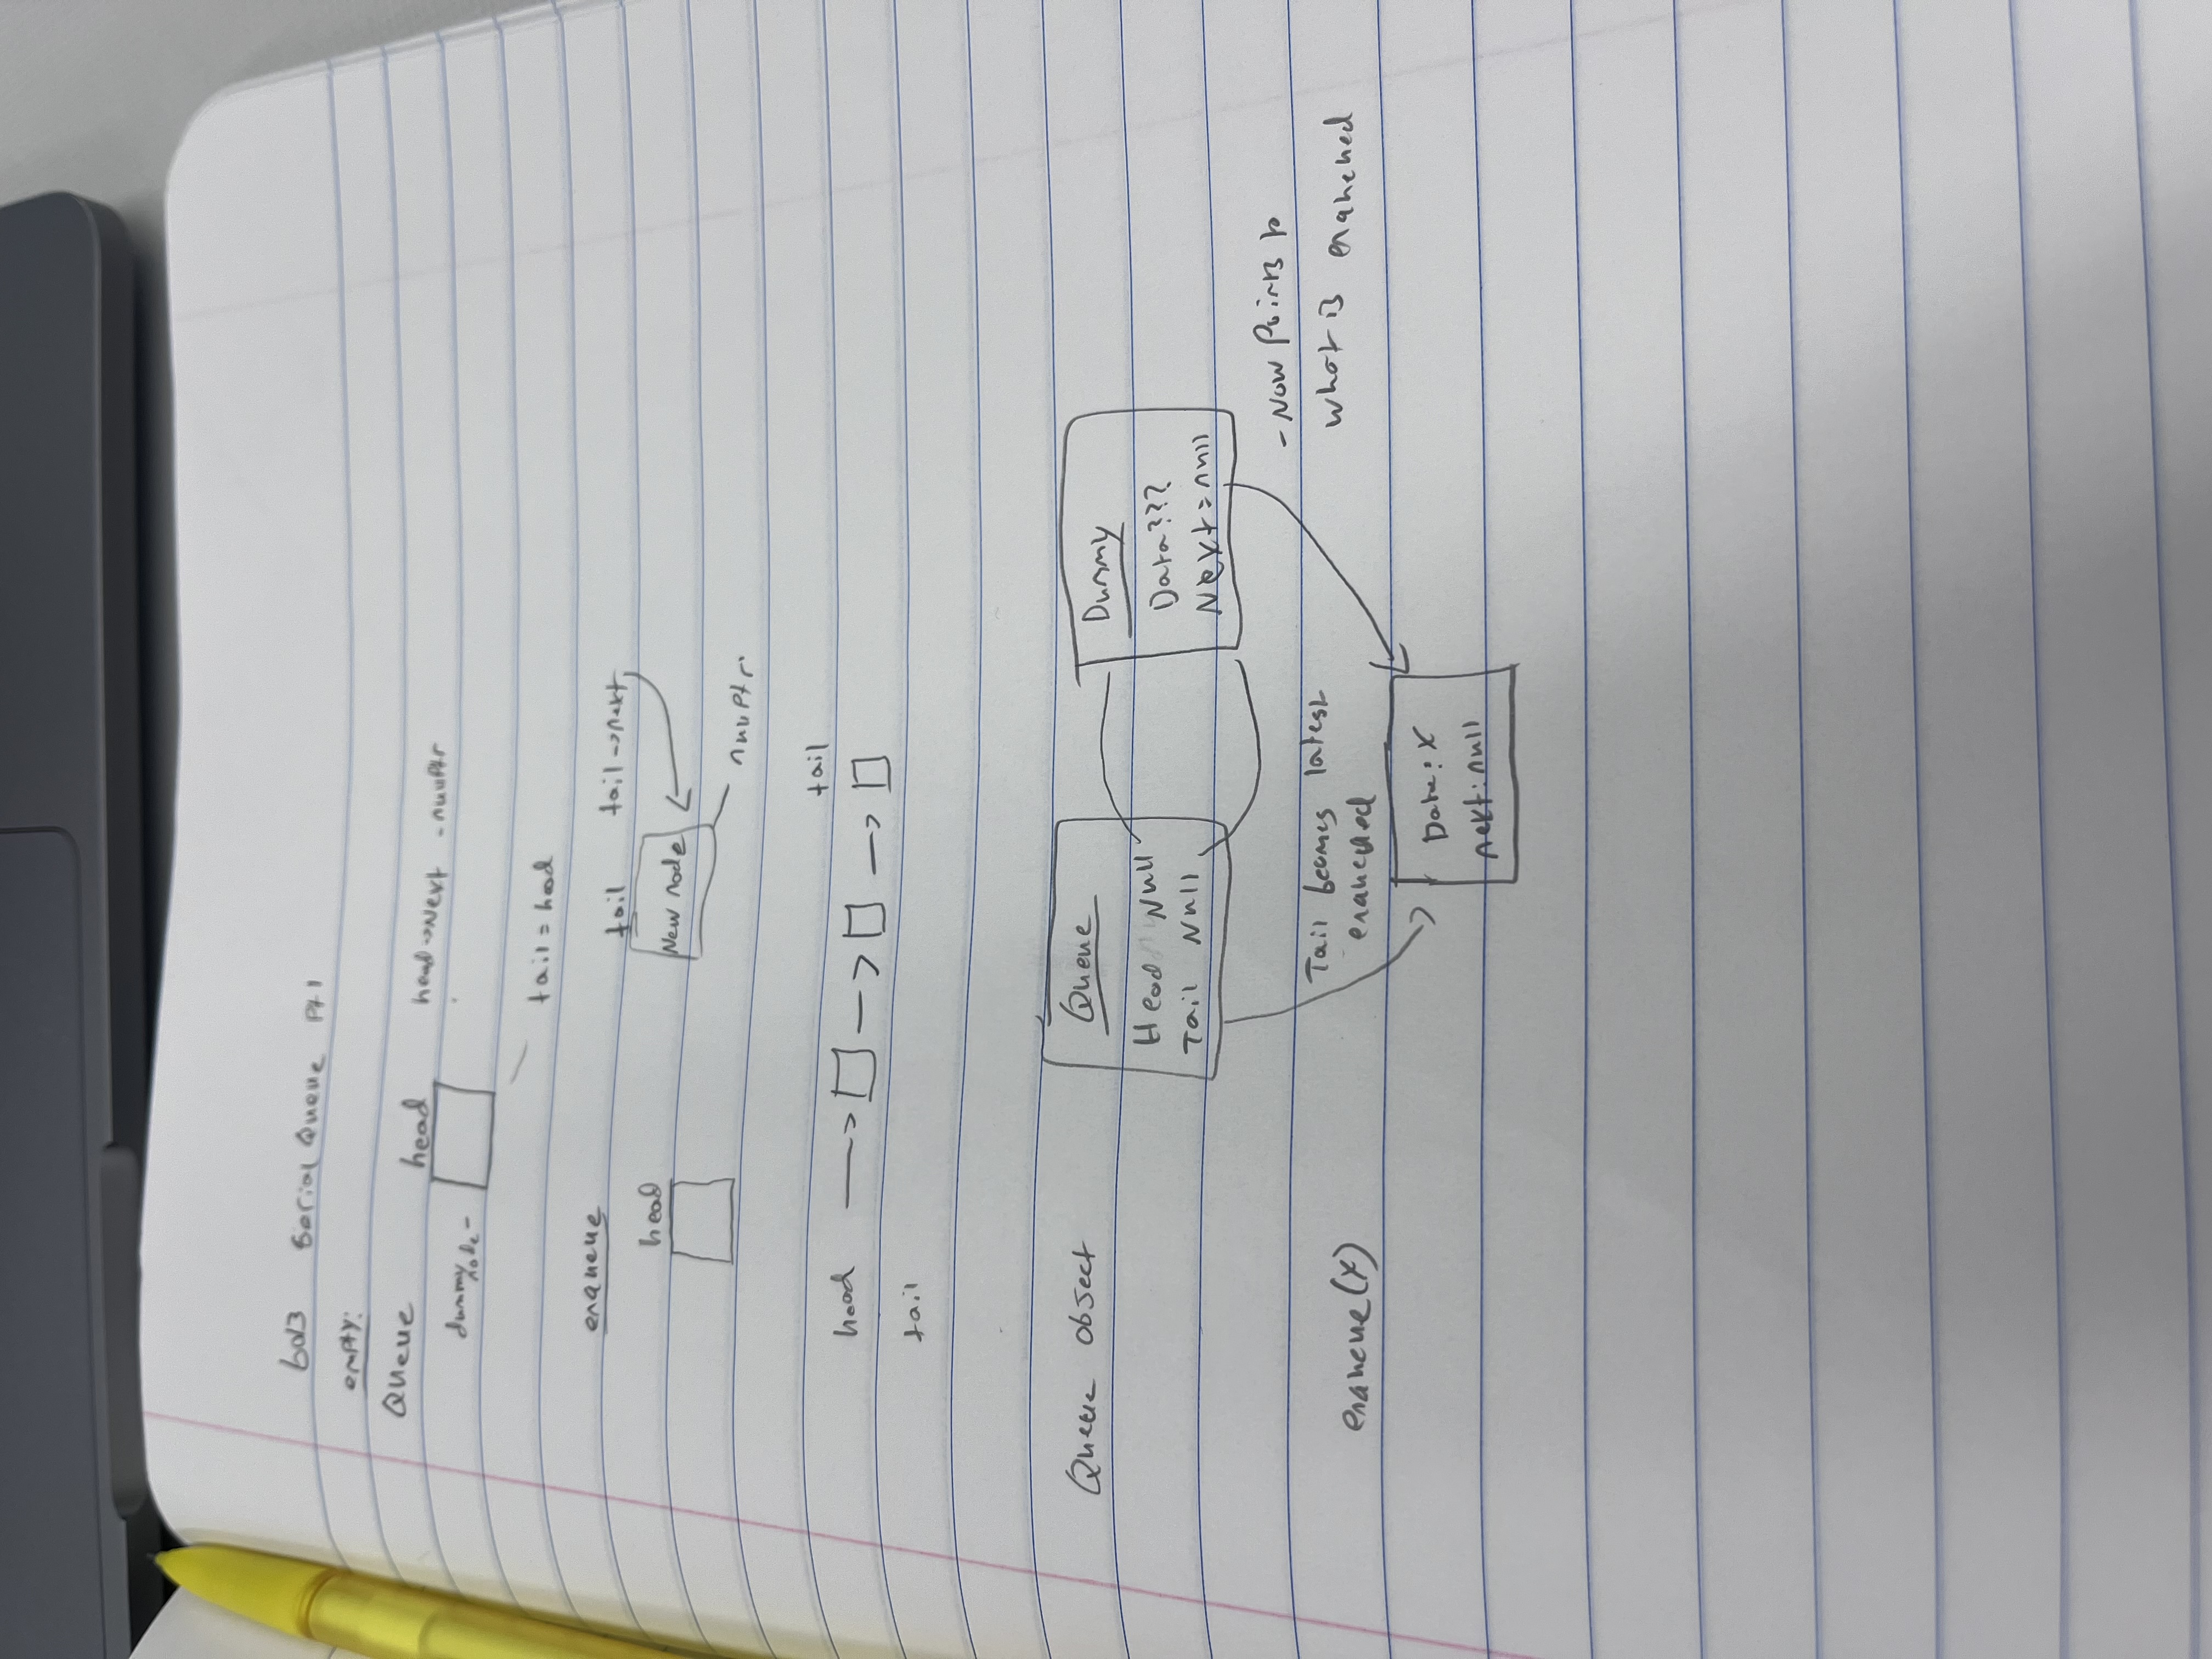 6013 Serial Queue Pt 1
empty:
Queue head head->Next - nullptr
dummy node -
tail = head
enqueue
tail tail->next
head New node
nullptr
tail
head
tail
Queue object Queue Dummy
Head Null Data???
Tail Null Next = null
- Now Points to
Tail becomes latest what is enqueued
enqueue(x) enqueued
Data: x
next: null